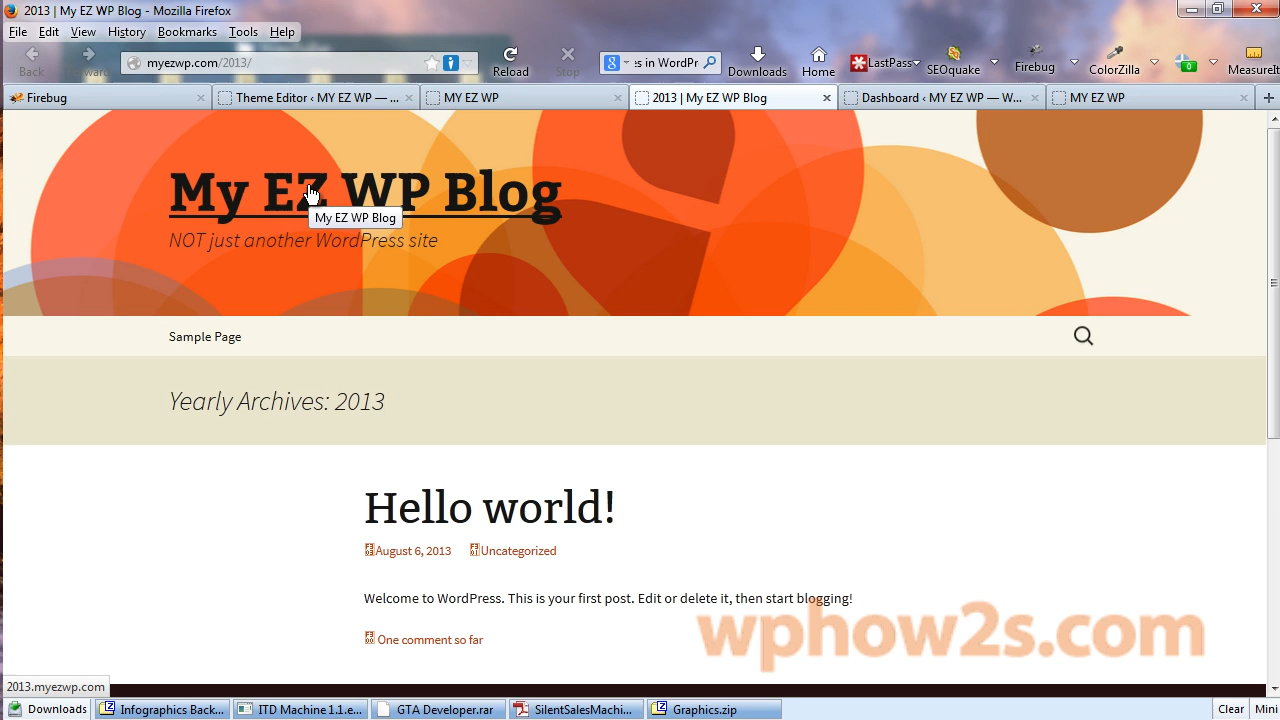 2013 | My EZ WP Blog - Mozilla Firefox
File Edit View History Bookmarks Tools Help
myezwp.com/2013/
Back
Reload Stop
s in WordPr
Downloads Home LastPass SEOquake Firebug ColorZilla 0 MeasureIt
Firebug
Theme Editor ‹ MY EZ WP — ...
MY EZ WP
2013 | My EZ WP Blog
Dashboard ‹ MY EZ WP — W...
MY EZ WP
My EZ WP Blog
My EZ WP Blog
NOT just another WordPress site
Sample Page
Yearly Archives: 2013
Hello world!
August 6, 2013 Uncategorized
Welcome to WordPress. This is your first post. Edit or delete it, then start blogging!
One comment so far
wphow2s.com
2013.myezwp.com
Downloads Infographics Back... ITD Machine 1.1.e... GTA Developer.rar SilentSalesMachi... Graphics.zip Clear Mini